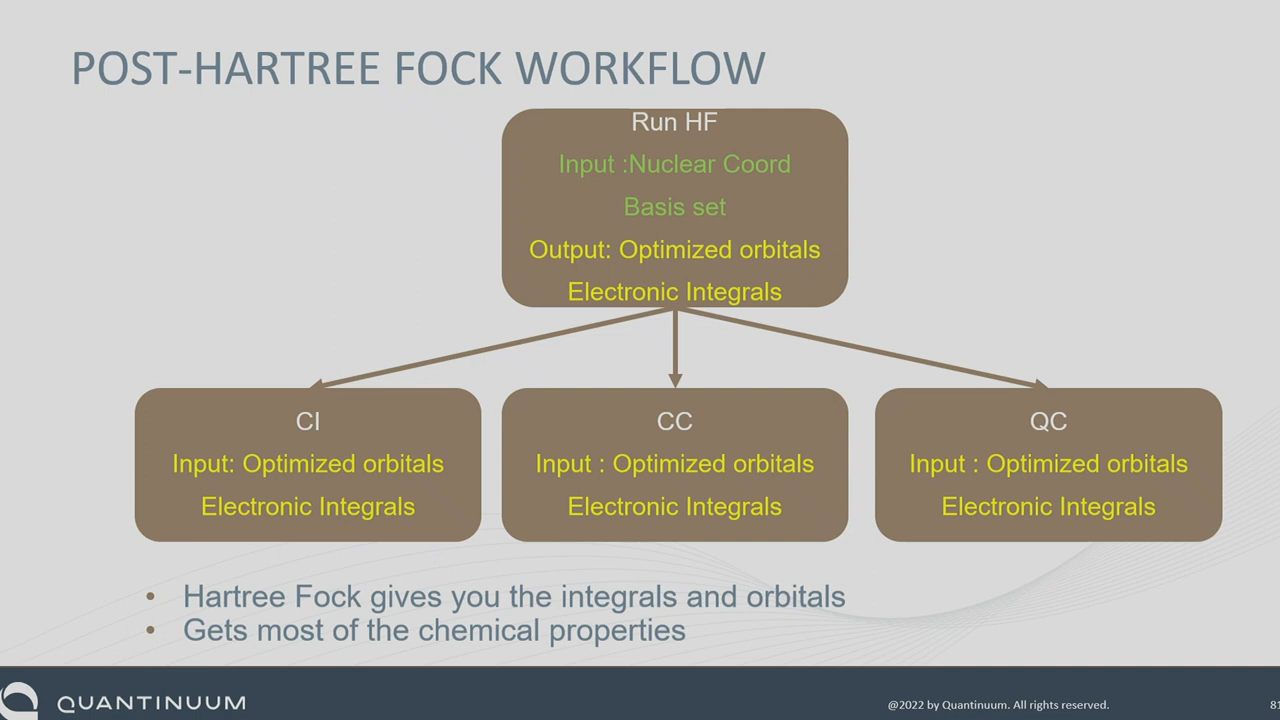 POST-HARTREE FOCK WORKFLOW
Run HF
Input :Nuclear Coord
Basis set
Output: Optimized orbitals
Electronic Integrals
CI
Input: Optimized orbitals
Electronic Integrals
CC
Input : Optimized orbitals
Electronic Integrals
QC
Input : Optimized orbitals
Electronic Integrals
• Hartree Fock gives you the integrals and orbitals
• Gets most of the chemical properties
QUANTINUUM
@2022 by Quantinuum. All rights reserved.